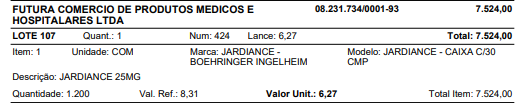 FUTURA COMERCIO DE PRODUTOS MEDICOS E HOSPITALARES LTDA 08.231.734/0001-93 7.524,00
LOTE 107 Quant.: 1 Num: 424 Lance: 6,27 Total: 7.524,00
Item: 1 Unidade: COM Marca: JARDIANCE - BOEHRINGER INGELHEIM Modelo: JARDIANCE - CAIXA C/30 CMP
Descrição: JARDIANCE 25MG
Quantidade: 1.200 Val. Ref.: 8,31 Valor Unit.: 6,27 Total Item: 7.524,00